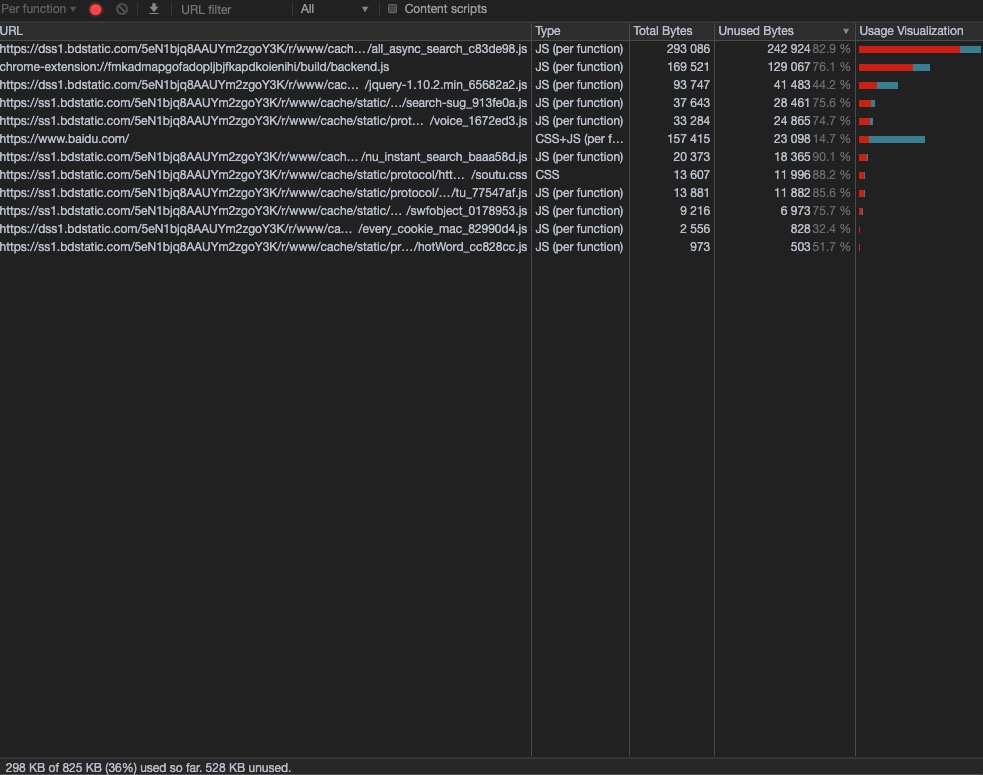 Per function ▾ URL filter All ▼ Content scripts
URL Type Total Bytes Unused Bytes ▼ Usage Visualization
https://dss1.bdstatic.com/5eN1bjq8AAUYm2zgoY3K/r/www/cach…/all_async_search_c83de98.js JS (per function) 293 086 242 924 82.9 %
chrome-extension://fmkadmapgofadopljbjfkapdkoienihi/build/backend.js JS (per function) 169 521 129 067 76.1 %
https://dss1.bdstatic.com/5eN1bjq8AAUYm2zgoY3K/r/www/cac… /jquery-1.10.2.min_65682a2.js JS (per function) 93 747 41 483 44.2 %
https://ss1.bdstatic.com/5eN1bjq8AAUYm2zgoY3K/r/www/cache/static/…/search-sug_913fe0a.js JS (per function) 37 643 28 461 75.6 %
https://ss1.bdstatic.com/5eN1bjq8AAUYm2zgoY3K/r/www/cache/static/prot… /voice_1672ed3.js JS (per function) 33 284 24 865 74.7 %
https://www.baidu.com/ CSS+JS (per f… 157 415 23 098 14.7 %
https://ss1.bdstatic.com/5eN1bjq8AAUYm2zgoY3K/r/www/cach…/nu_instant_search_baaa58d.js JS (per function) 20 373 18 365 90.1 %
https://ss1.bdstatic.com/5eN1bjq8AAUYm2zgoY3K/r/www/cache/static/protocol/htt… /soutu.css CSS 13 607 11 996 88.2 %
https://ss1.bdstatic.com/5eN1bjq8AAUYm2zgoY3K/r/www/cache/static/protocol/…/tu_77547af.js JS (per function) 13 881 11 882 85.6 %
https://ss1.bdstatic.com/5eN1bjq8AAUYm2zgoY3K/r/www/cache/static/… /swfobject_0178953.js JS (per function) 9 216 6 973 75.7 %
https://dss1.bdstatic.com/5eN1bjq8AAUYm2zgoY3K/r/www/ca… /every_cookie_mac_82990d4.js JS (per function) 2 556 828 32.4 %
https://ss1.bdstatic.com/5eN1bjq8AAUYm2zgoY3K/r/www/cache/static/pr…/hotWord_cc828cc.js JS (per function) 973 503 51.7 %
298 KB of 825 KB (36%) used so far. 528 KB unused.